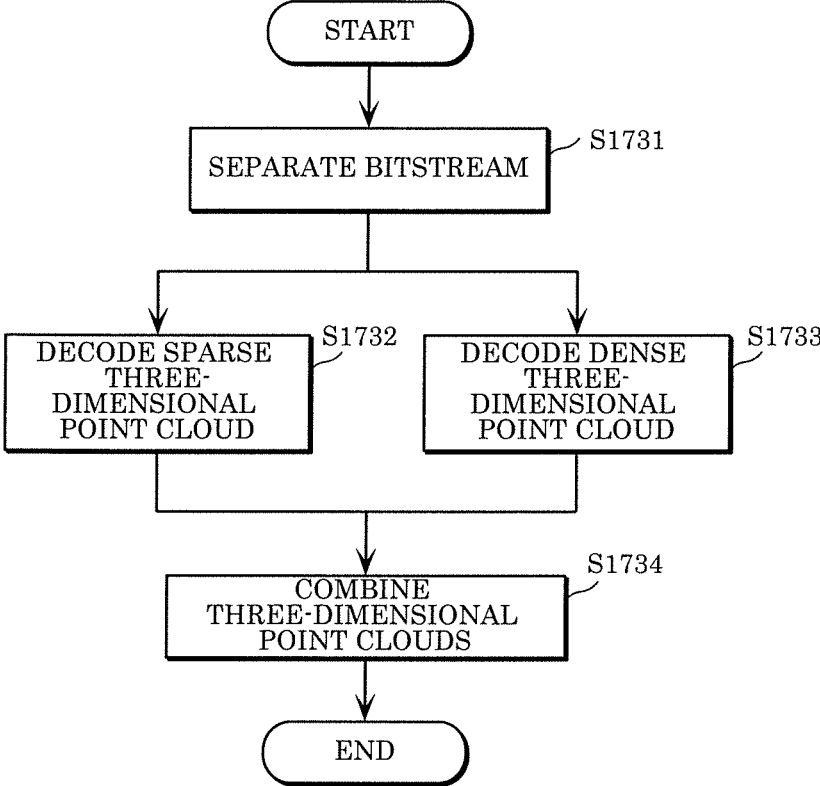 START
S1731
SEPARATE BITSTREAM
S1732
DECODE SPARSE
THREE-
DIMENSIONAL
POINT CLOUD
S1733
DECODE DENSE
THREE-
DIMENSIONAL
POINT CLOUD
S1734
COMBINE
THREE-DIMENSIONAL
POINT CLOUDS
END